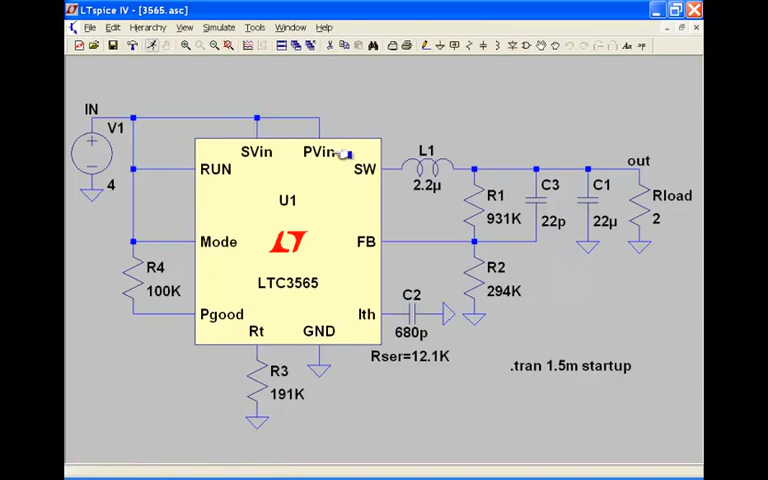 LTspice IV - [3565.asc]
File Edit Hierarchy View Simulate Tools Window Help
IN
V1
4
SVin PVin
RUN SW
U1
Mode FB
LTC3565
Pgood Ith
Rt GND
R4
100K
R3
191K
L1
2.2µ
R1
931K
C3
22p
C1
22µ
out
Rload
2
R2
294K
C2
680p
Rser=12.1K
.tran 1.5m startup